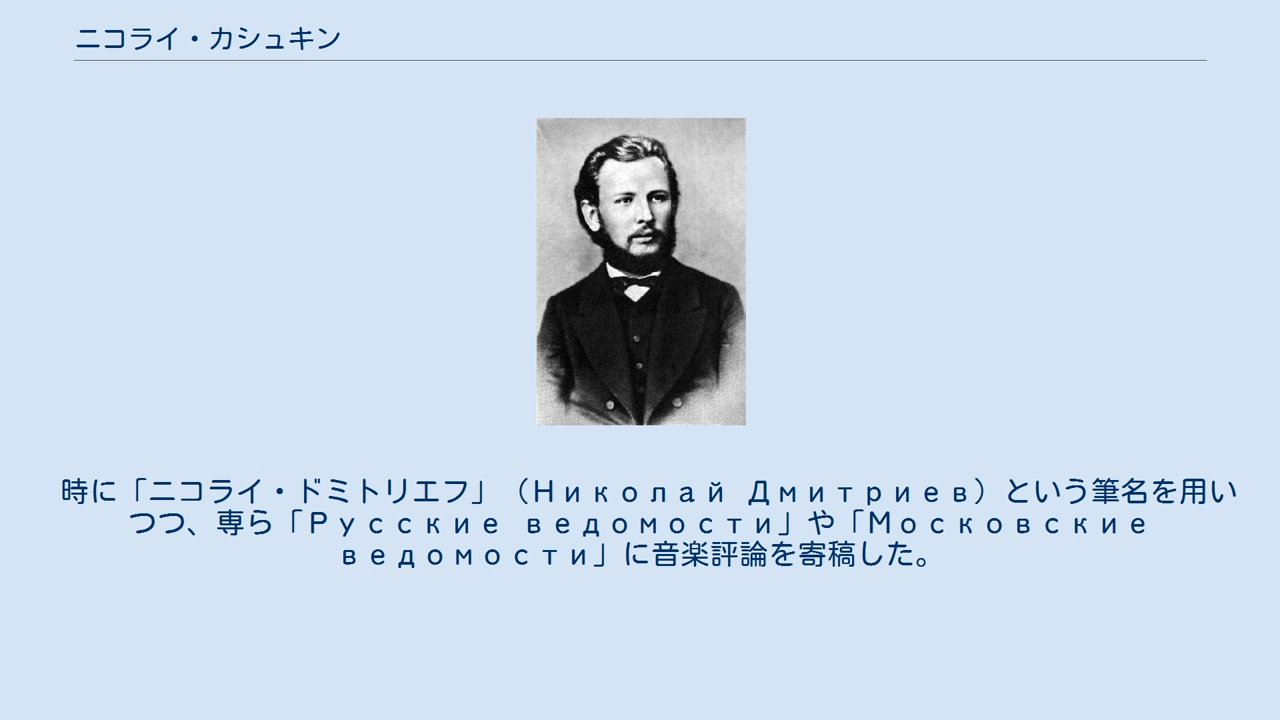 ニコライ・カシュキン
時に「ニコライ・ドミトリエフ」（Николай Дмитриев）という筆名を用い
つつ、専ら「Русские ведомости」や「Московские
ведомости」に音楽評論を寄稿した。